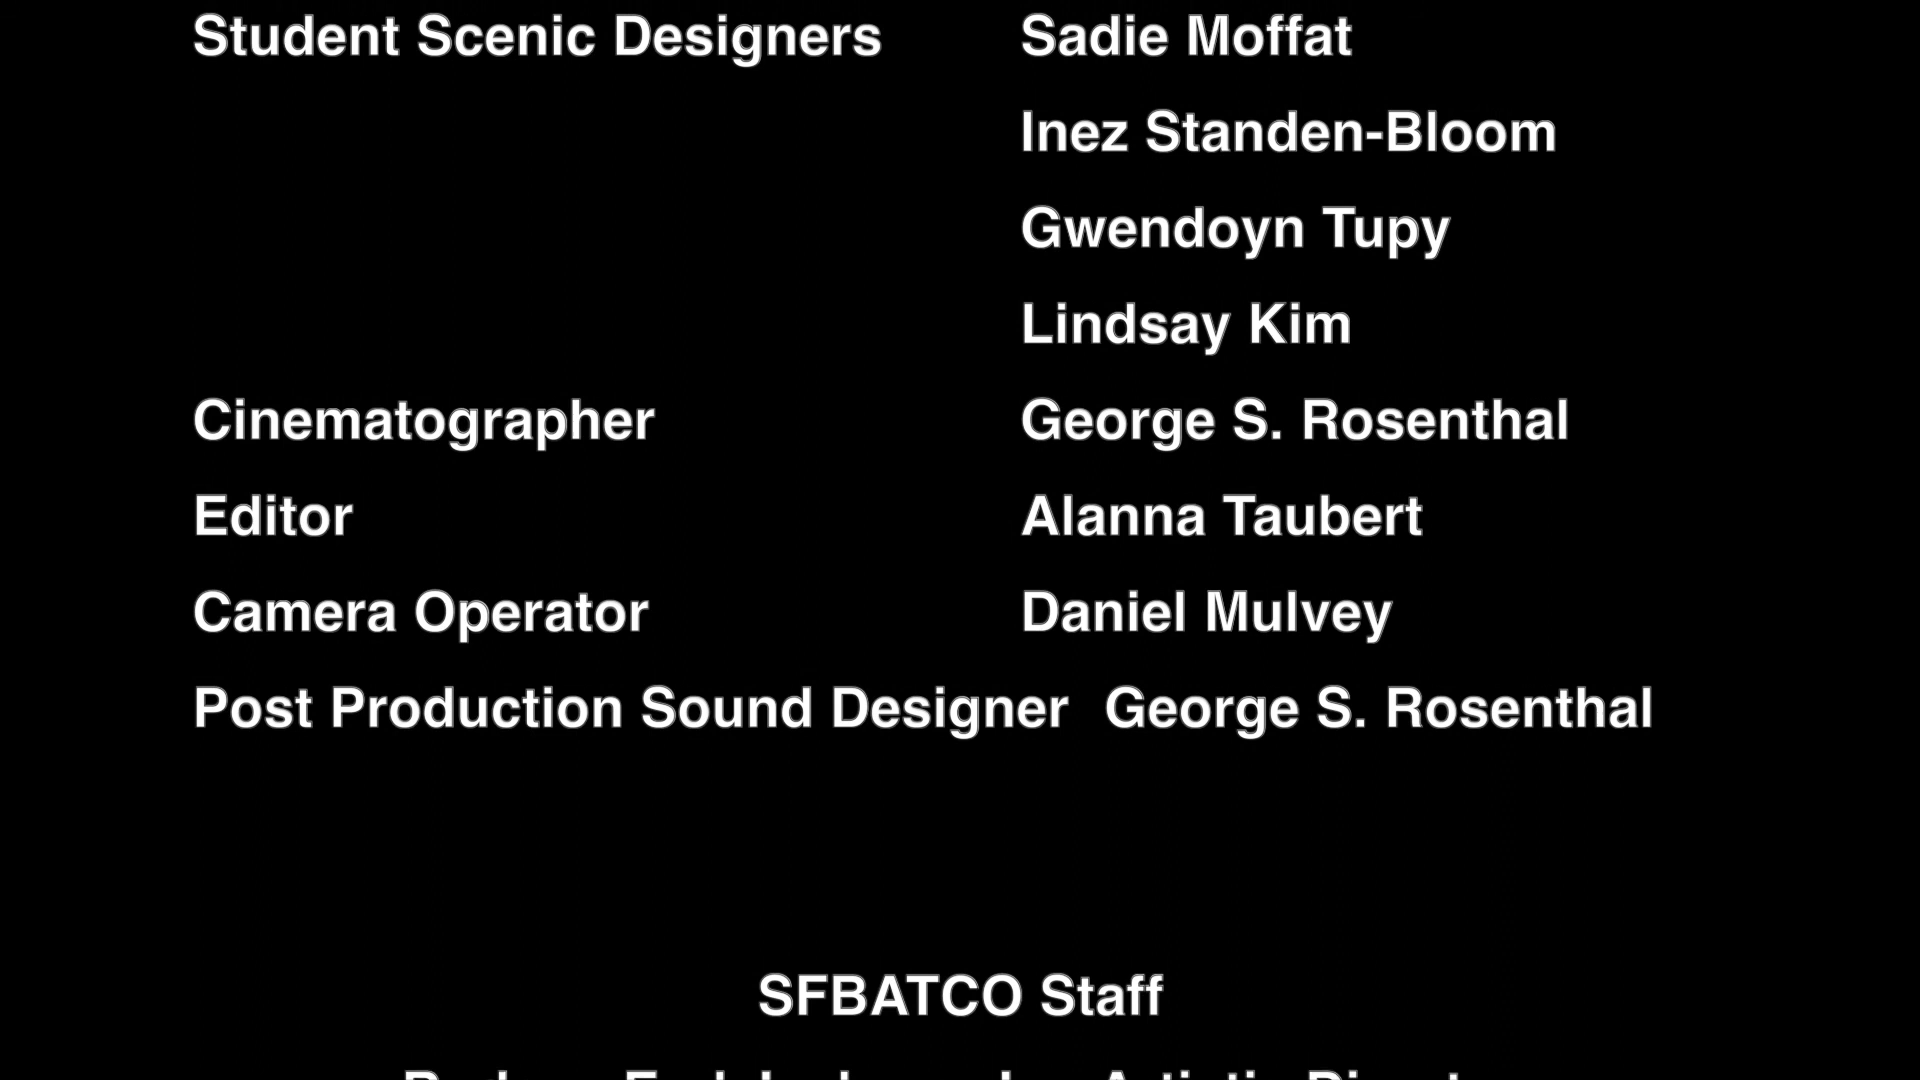 Student Scenic Designers Sadie Moffat
Inez Standen-Bloom
Gwendoyn Tupy
Lindsay Kim
Cinematographer George S. Rosenthal
Editor Alanna Taubert
Camera Operator Daniel Mulvey
Post Production Sound Designer George S. Rosenthal
SFBATCO Staff